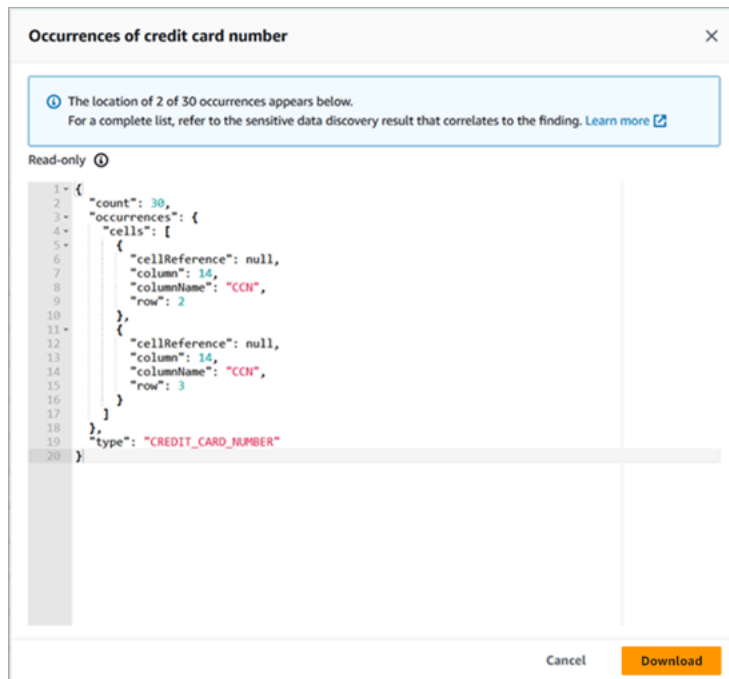 Occurrences of credit card number
The location of 2 of 30 occurrences appears below.
For a complete list, refer to the sensitive data discovery result that correlates to the finding. Learn more
Read-only
1 {
2 "count": 30,
3 "occurrences": {
4 "cells": [
5 {
6 "cellReference": null,
7 "column": 14,
8 "columnName": "CCN",
9 "row": 2
10 },
11 {
12 "cellReference": null,
13 "column": 14,
14 "columnName": "CCN",
15 "row": 3
16 }
17 ]
18 },
19 "type": "CREDIT_CARD_NUMBER"
20 }
Cancel Download